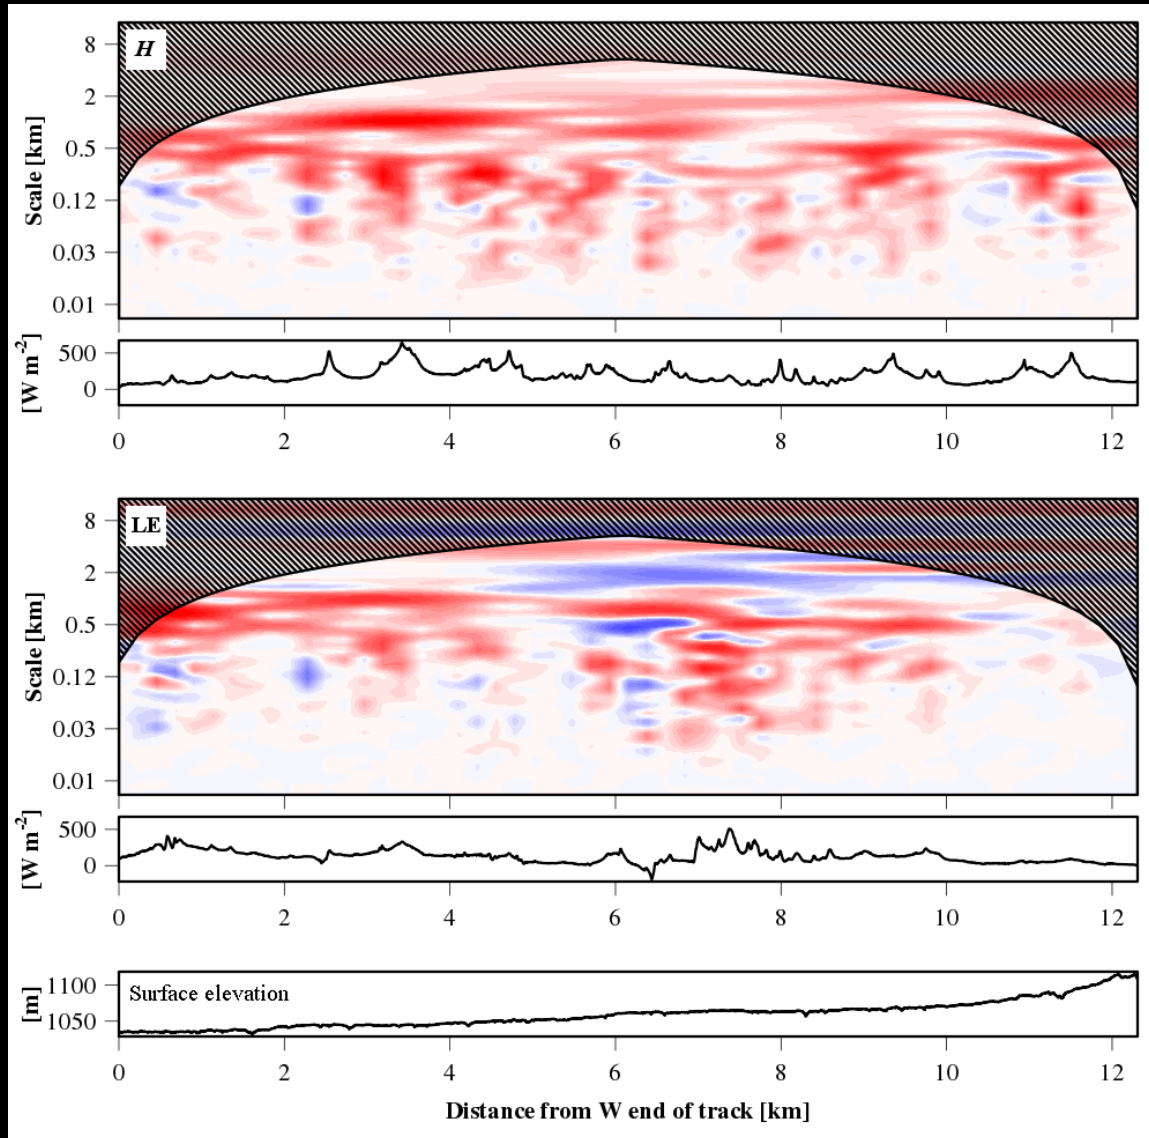 H
8
2
0.5
0.12
0.03
0.01
Scale [km]
500
0
[W m-2]
0 2 4 6 8 10 12
LE
8
2
0.5
0.12
0.03
0.01
Scale [km]
500
0
[W m-2]
0 2 4 6 8 10 12
Surface elevation
1100
1050
[m]
0 2 4 6 8 10 12
Distance from W end of track [km]